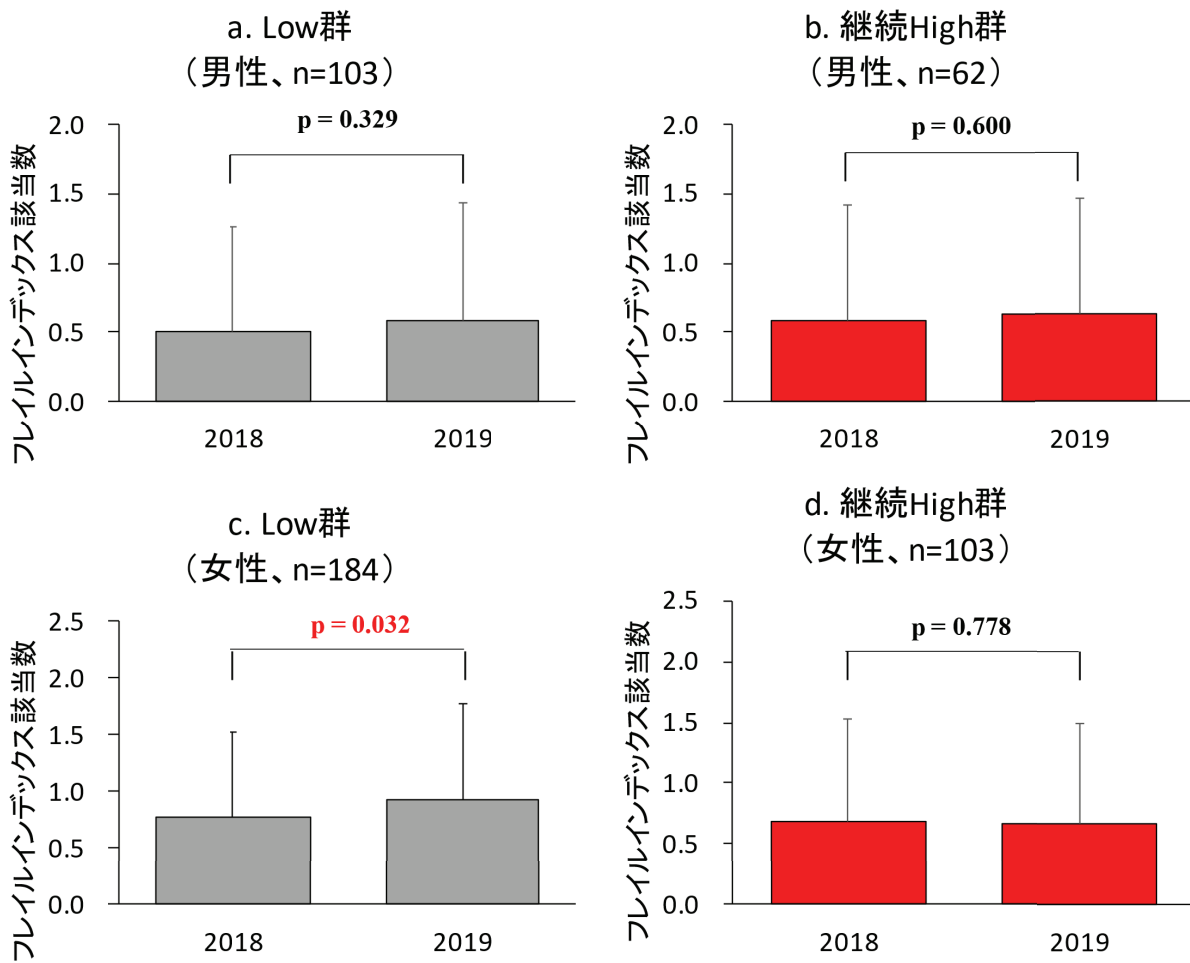 a. Low群
（男性、n=103）
p = 0.329
フレイルインデックス該当数
2.0
1.5
1.0
0.5
0.0
2018
2019
b. 継続High群
（男性、n=62）
p = 0.600
フレイルインデックス該当数
2.0
1.5
1.0
0.5
0.0
2018
2019
c. Low群
（女性、n=184）
p = 0.032
フレイルインデックス該当数
2.5
2.0
1.5
1.0
0.5
0.0
2018
2019
d. 継続High群
（女性、n=103）
p = 0.778
フレイルインデックス該当数
2.5
2.0
1.5
1.0
0.5
0.0
2018
2019